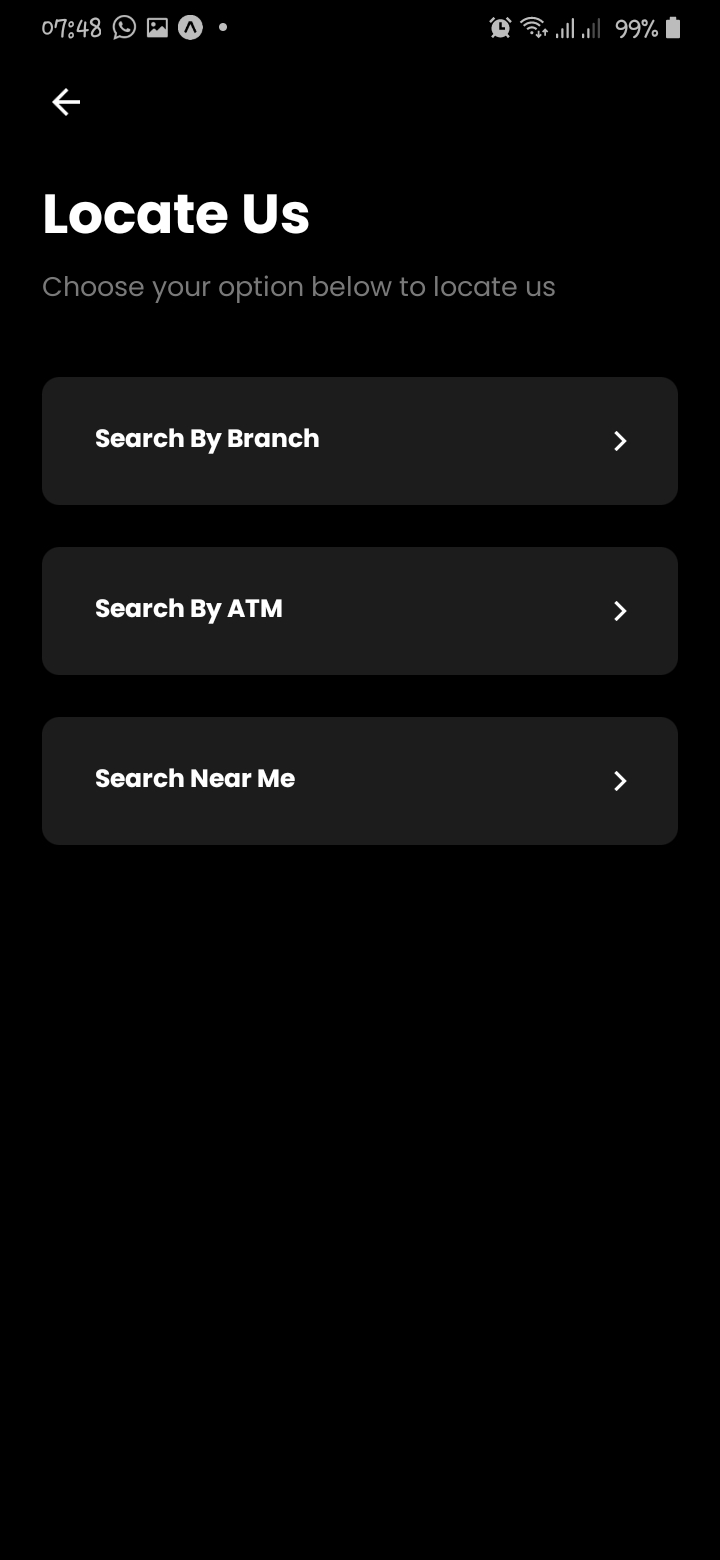 07:48 99%
Locate Us
Choose your option below to locate us
Search By Branch
Search By ATM
Search Near Me